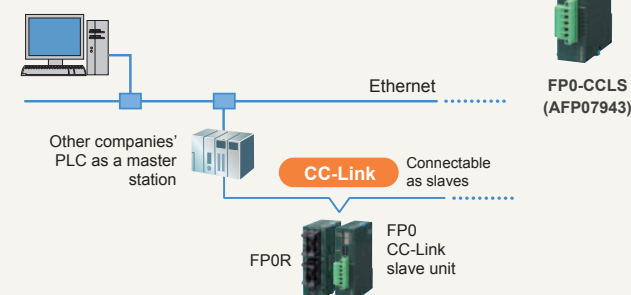 Ethernet
FP0-CCLS
(AFP07943)
Other companies’
PLC as a master
station
CC-Link
Connectable
as slaves
FP0R
FP0
CC-Link
slave unit